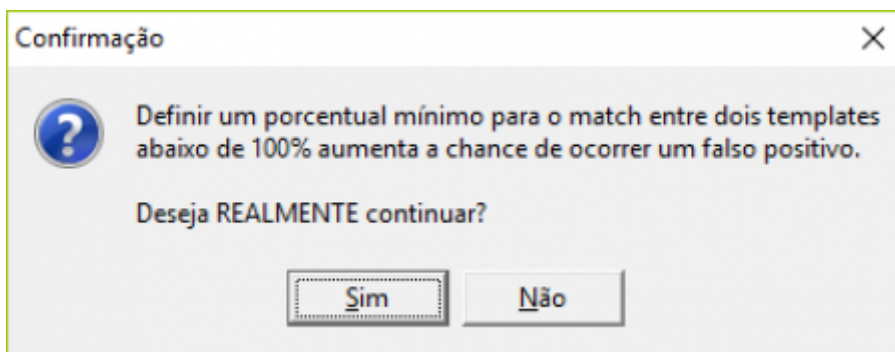 Confirmação
Definir um porcentual mínimo para o match entre dois templates
abaixo de 100% aumenta a chance de ocorrer um falso positivo.
Deseja REALMENTE continuar?
Sim
Não